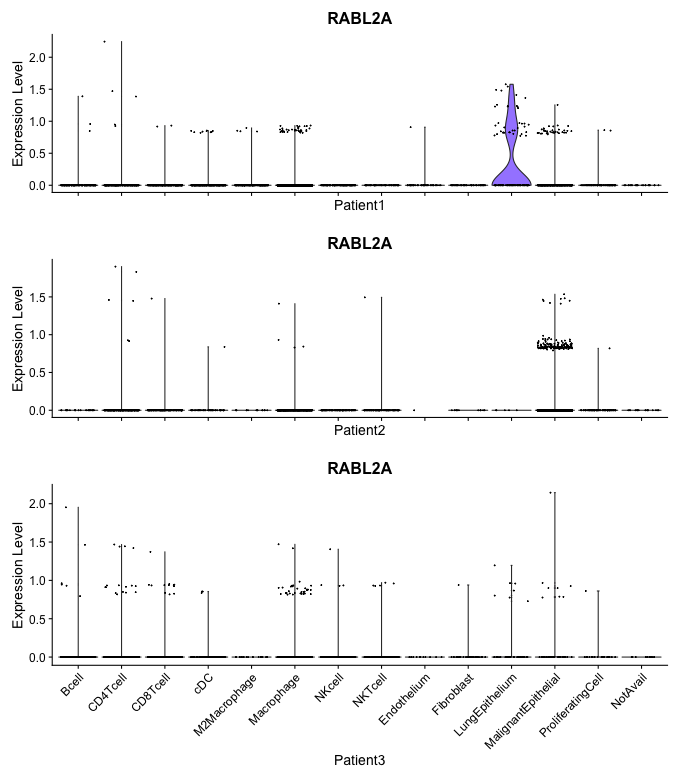 RABL2A
Expression Level
2.0
1.5
1.0
0.5
0.0
Patient1
RABL2A
Expression Level
1.5
1.0
0.5
0.0
Patient2
RABL2A
Expression Level
2.0
1.5
1.0
0.5
0.0
Bcell
CD4Tcell
CD8Tcell
cDC
M2Macrophage
Macrophage
NKcell
NKTcell
Endothelium
Fibroblast
LungEpithelium
MalignantEpithelial
ProliferatingCell
NotAvail
Patient3